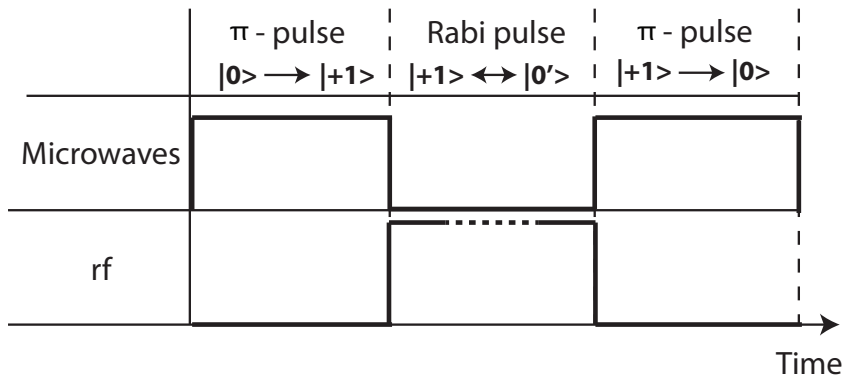 π - pulse Rabi pulse π - pulse
|0> ⟶ |+1> |+1> ⟷ |0'> |+1> ⟶ |0>
Microwaves
rf
Time